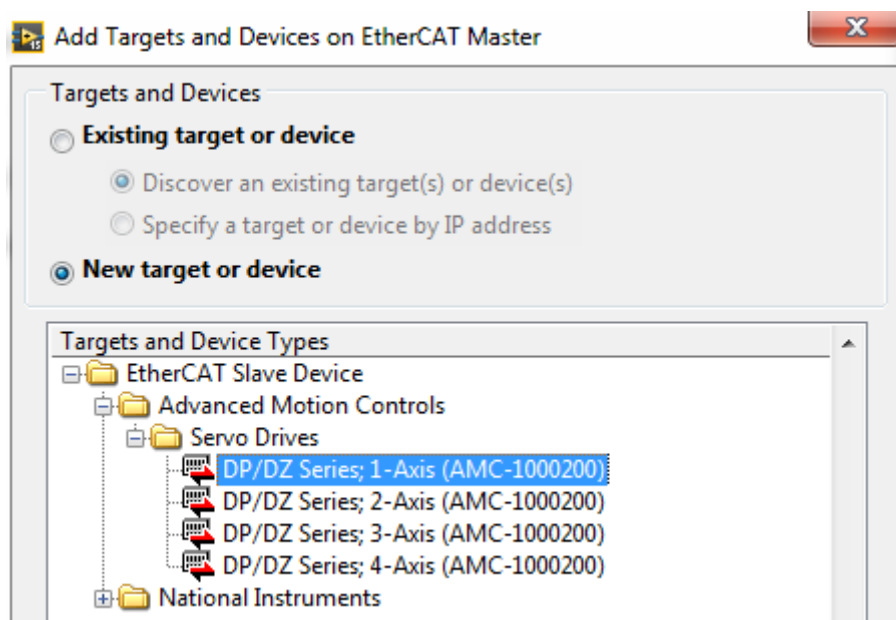 Add Targets and Devices on EtherCAT Master
Targets and Devices
Existing target or device
Discover an existing target(s) or device(s)
Specify a target or device by IP address
New target or device
Targets and Device Types
EtherCAT Slave Device
Advanced Motion Controls
Servo Drives
DP/DZ Series; 1-Axis (AMC-1000200)
DP/DZ Series; 2-Axis (AMC-1000200)
DP/DZ Series; 3-Axis (AMC-1000200)
DP/DZ Series; 4-Axis (AMC-1000200)
National Instruments